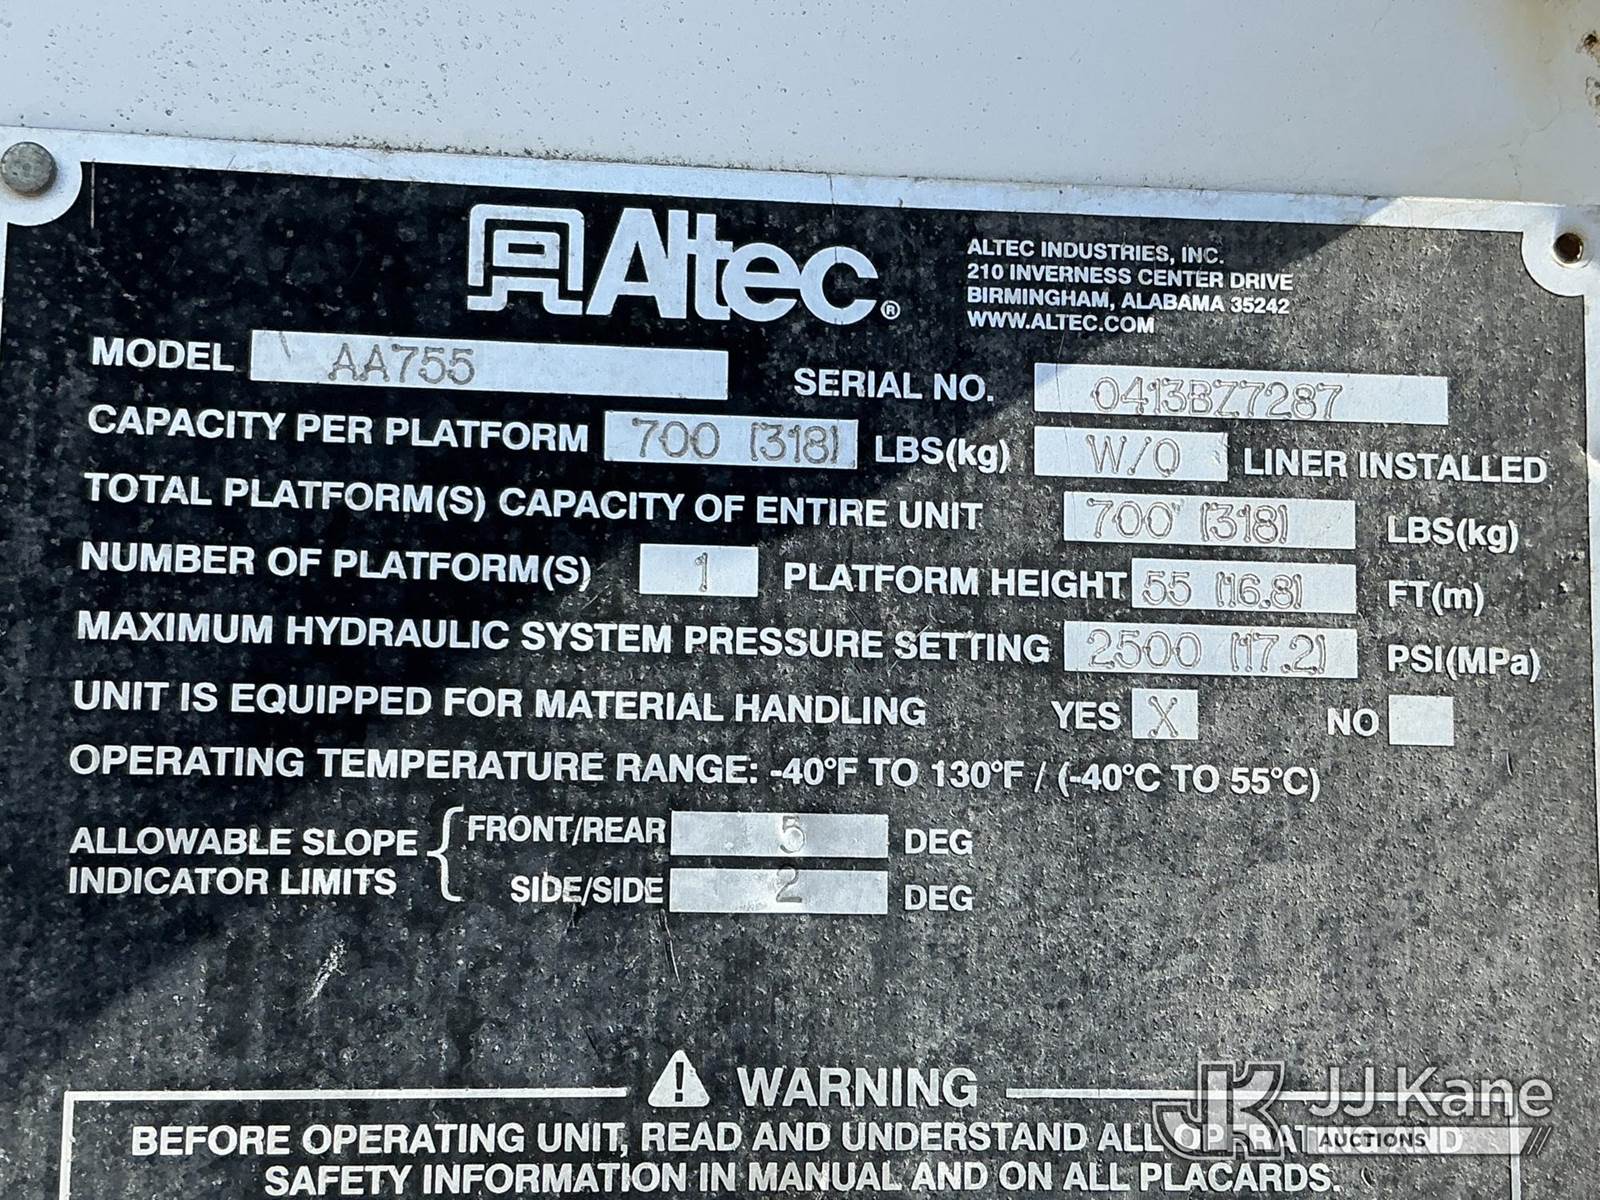 Altec®
ALTEC INDUSTRIES, INC.
210 INVERNESS CENTER DRIVE
BIRMINGHAM, ALABAMA 35242
WWW.ALTEC.COM
MODEL AA755 SERIAL NO. 0413BZ7287
CAPACITY PER PLATFORM 700 (318) LBS(kg) W/O LINER INSTALLED
TOTAL PLATFORM(S) CAPACITY OF ENTIRE UNIT 700 (318) LBS(kg)
NUMBER OF PLATFORM(S) 1 PLATFORM HEIGHT 55 (16.8) FT(m)
MAXIMUM HYDRAULIC SYSTEM PRESSURE SETTING 2500 (17.2) PSI(MPa)
UNIT IS EQUIPPED FOR MATERIAL HANDLING YES X NO
OPERATING TEMPERATURE RANGE: -40°F TO 130°F / (-40°C TO 55°C)
ALLOWABLE SLOPE INDICATOR LIMITS
FRONT/REAR 5 DEG
SIDE/SIDE 2 DEG
WARNING
BEFORE OPERATING UNIT, READ AND UNDERSTAND ALL OPERATING AND
SAFETY INFORMATION IN MANUAL AND ON ALL PLACARDS.
JK JJ Kane
AUCTIONS